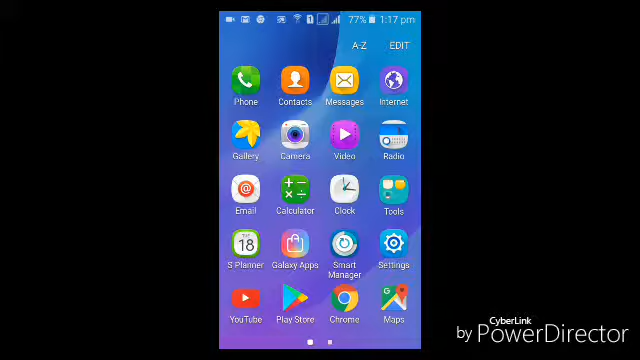 77% 1:17 pm
A-Z EDIT
Phone Contacts Messages Internet
Gallery Camera Video Radio
Email Calculator Clock Tools
18
S Planner Galaxy Apps Smart Manager Settings
YouTube Play Store Chrome Maps
CyberLink
by PowerDirector